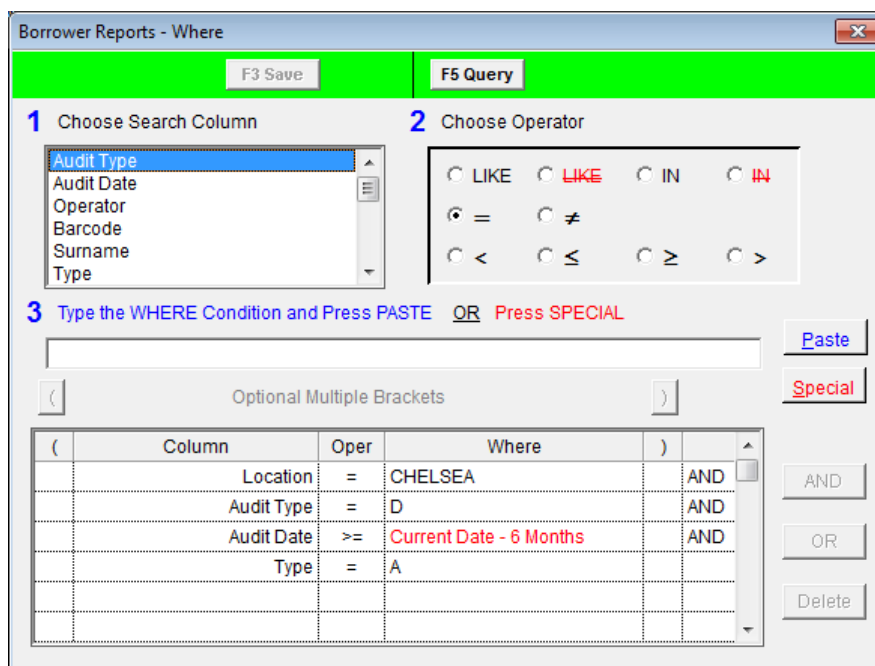 Borrower Reports - Where
F3 Save F5 Query
1 Choose Search Column 2 Choose Operator
Audit Type
Audit Date
Operator
Barcode
Surname
Type
LIKE LIKE IN IN
= ≠
< ≤ ≥ >
3 Type the WHERE Condition and Press PASTE OR Press SPECIAL
Paste
Special
( Optional Multiple Brackets )
( Column Oper Where )
Location = CHELSEA AND
Audit Type = D AND
Audit Date >= Current Date - 6 Months AND
Type = A
AND
OR
Delete